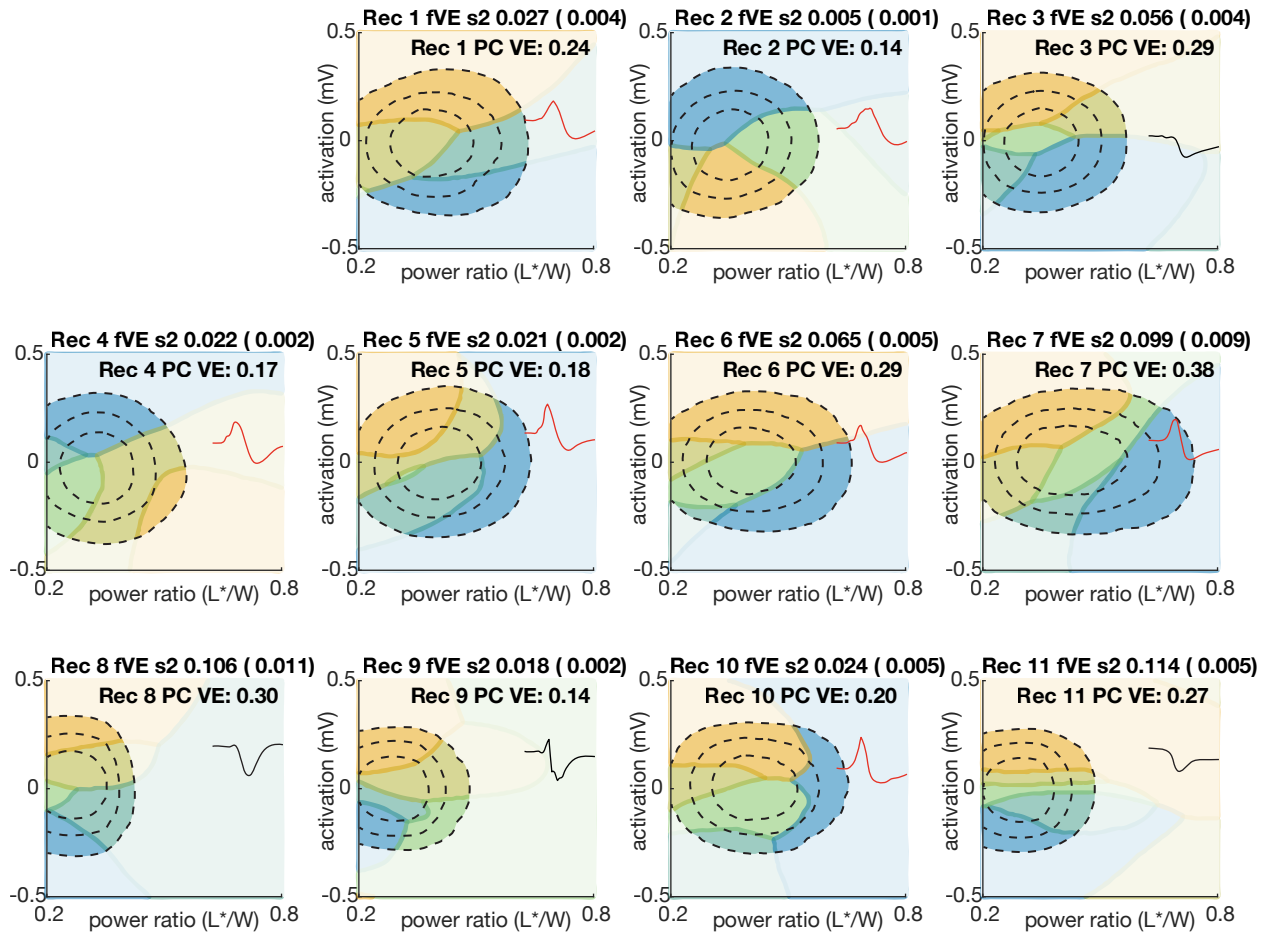 Rec 1 fVE s2 0.027 ( 0.004)
Rec 2 fVE s2 0.005 ( 0.001)
Rec 3 fVE s2 0.056 ( 0.004)
0.5
Rec 1 PC VE: 0.24
0.5
Rec 2 PC VE: 0.14
0.5
Rec 3 PC VE: 0.29
activation (mV)
0
activation (mV)
0
activation (mV)
0
-0.5
-0.5
-0.5
0.2
power ratio (L*/W)
0.8
0.2
power ratio (L*/W)
0.8
0.2
power ratio (L*/W)
0.8
Rec 4 fVE s2 0.022 ( 0.002)
Rec 5 fVE s2 0.021 ( 0.002)
Rec 6 fVE s2 0.065 ( 0.005)
Rec 7 fVE s2 0.099 ( 0.009)
0.5
Rec 4 PC VE: 0.17
0.5
Rec 5 PC VE: 0.18
0.5
Rec 6 PC VE: 0.29
0.5
Rec 7 PC VE: 0.38
0
activation (mV)
0
activation (mV)
0
activation (mV)
0
-0.5
-0.5
-0.5
-0.5
0.2
power ratio (L*/W)
0.8
0.2
power ratio (L*/W)
0.8
0.2
power ratio (L*/W)
0.8
0.2
power ratio (L*/W)
0.8
Rec 8 fVE s2 0.106 ( 0.011)
Rec 9 fVE s2 0.018 ( 0.002)
Rec 10 fVE s2 0.024 ( 0.005)
Rec 11 fVE s2 0.114 ( 0.005)
0.5
Rec 8 PC VE: 0.30
0.5
Rec 9 PC VE: 0.14
0.5
Rec 10 PC VE: 0.20
0.5
Rec 11 PC VE: 0.27
0
activation (mV)
0
activation (mV)
0
activation (mV)
0
-0.5
-0.5
-0.5
-0.5
0.2
power ratio (L*/W)
0.8
0.2
power ratio (L*/W)
0.8
0.2
power ratio (L*/W)
0.8
0.2
power ratio (L*/W)
0.8